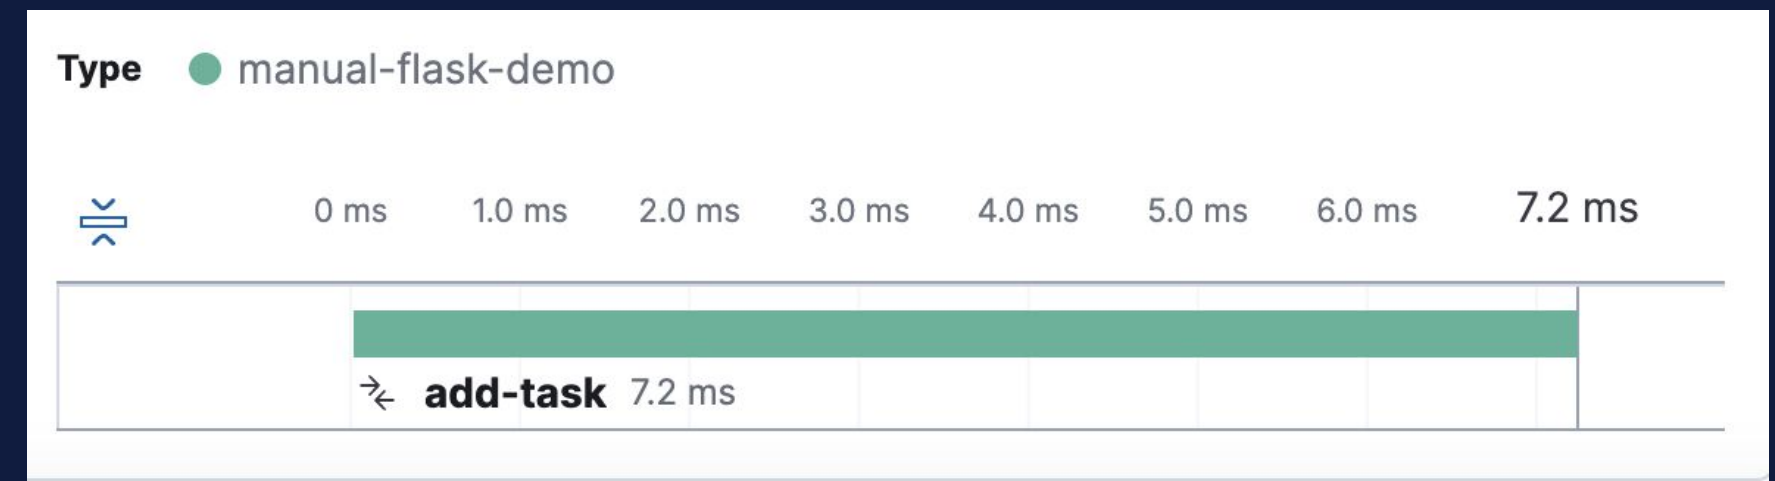 Type manual-flask-demo
0 ms 1.0 ms 2.0 ms 3.0 ms 4.0 ms 5.0 ms 6.0 ms 7.2 ms
add-task 7.2 ms